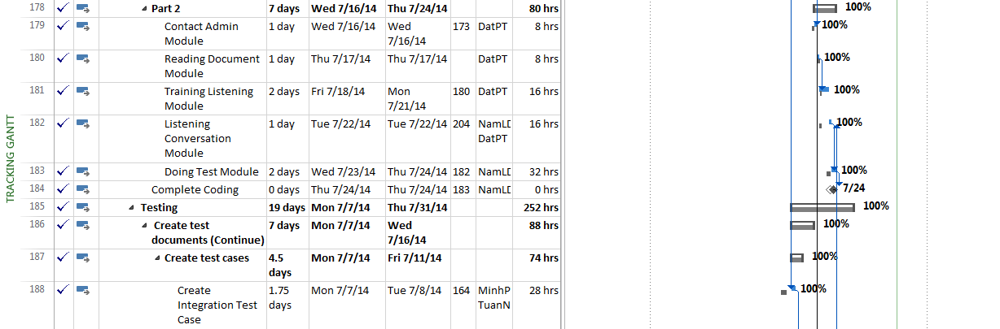 TRACKING GANTT
178 Part 2 7 days Wed 7/16/14 Thu 7/24/14 80 hrs 100%
179 Contact Admin 1 day Wed 7/16/14 Wed 173 DatPT 8 hrs 100%
Module 7/16/14
180 Reading Document 1 day Thu 7/17/14 Thu 7/17/14 DatPT 8 hrs 100%
Module
181 Training Listening 2 days Fri 7/18/14 Mon 180 DatPT 16 hrs 100%
Module 7/21/14
182 Listening 1 day Tue 7/22/14 Tue 7/22/14 204 NamLD 16 hrs 100%
Conversation DatPT
Module
183 Doing Test Module 2 days Wed 7/23/14 Thu 7/24/14 182 NamLD 32 hrs 100%
184 Complete Coding 0 days Thu 7/24/14 Thu 7/24/14 183 NamLD 0 hrs 7/24
185 Testing 19 days Mon 7/7/14 Thu 7/31/14 252 hrs 100%
186 Create test 7 days Mon 7/7/14 Wed 88 hrs 100%
documents (Continue) 7/16/14
187 Create test cases 4.5 Mon 7/7/14 Fri 7/11/14 74 hrs 100%
days
188 Create 1.75 Mon 7/7/14 Tue 7/8/14 164 MinhP 28 hrs 100%
Integration Test days TuanN
Case